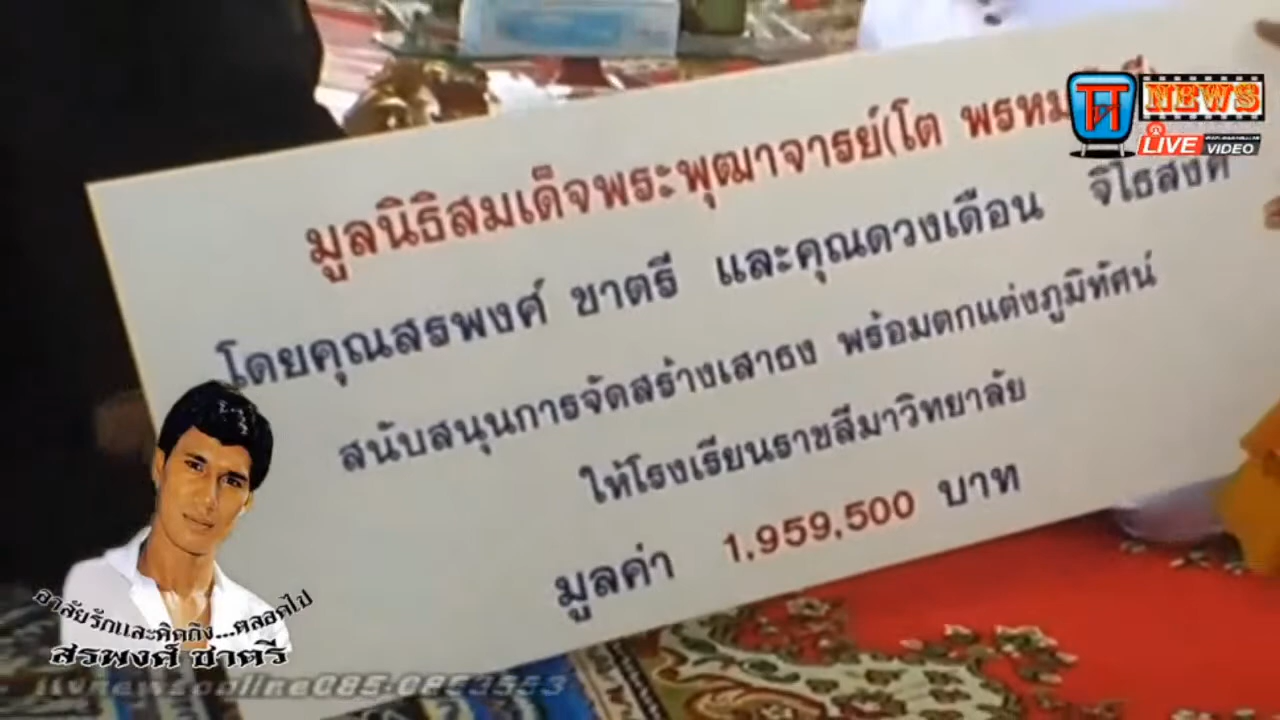 NEWS
LIVE VIDEO
มูลนิธิสมเด็จพระพุฒาจารย์(โต พรหม
โดยคุณสรพงศ์ ชาตรี และคุณดวงเดือน จิไธสงค์
สนับสนุนการจัดสร้างเสาธง พร้อมตกแต่งภูมิทัศน์
ให้โรงเรียนราชสีมาวิทยาลัย
มูลค่า 1,959,500 บาท
อาลัยรักและคิดถึง...ตลอดไป
สรพงศ์ ชาตรี
itvnewsonline085-0853553